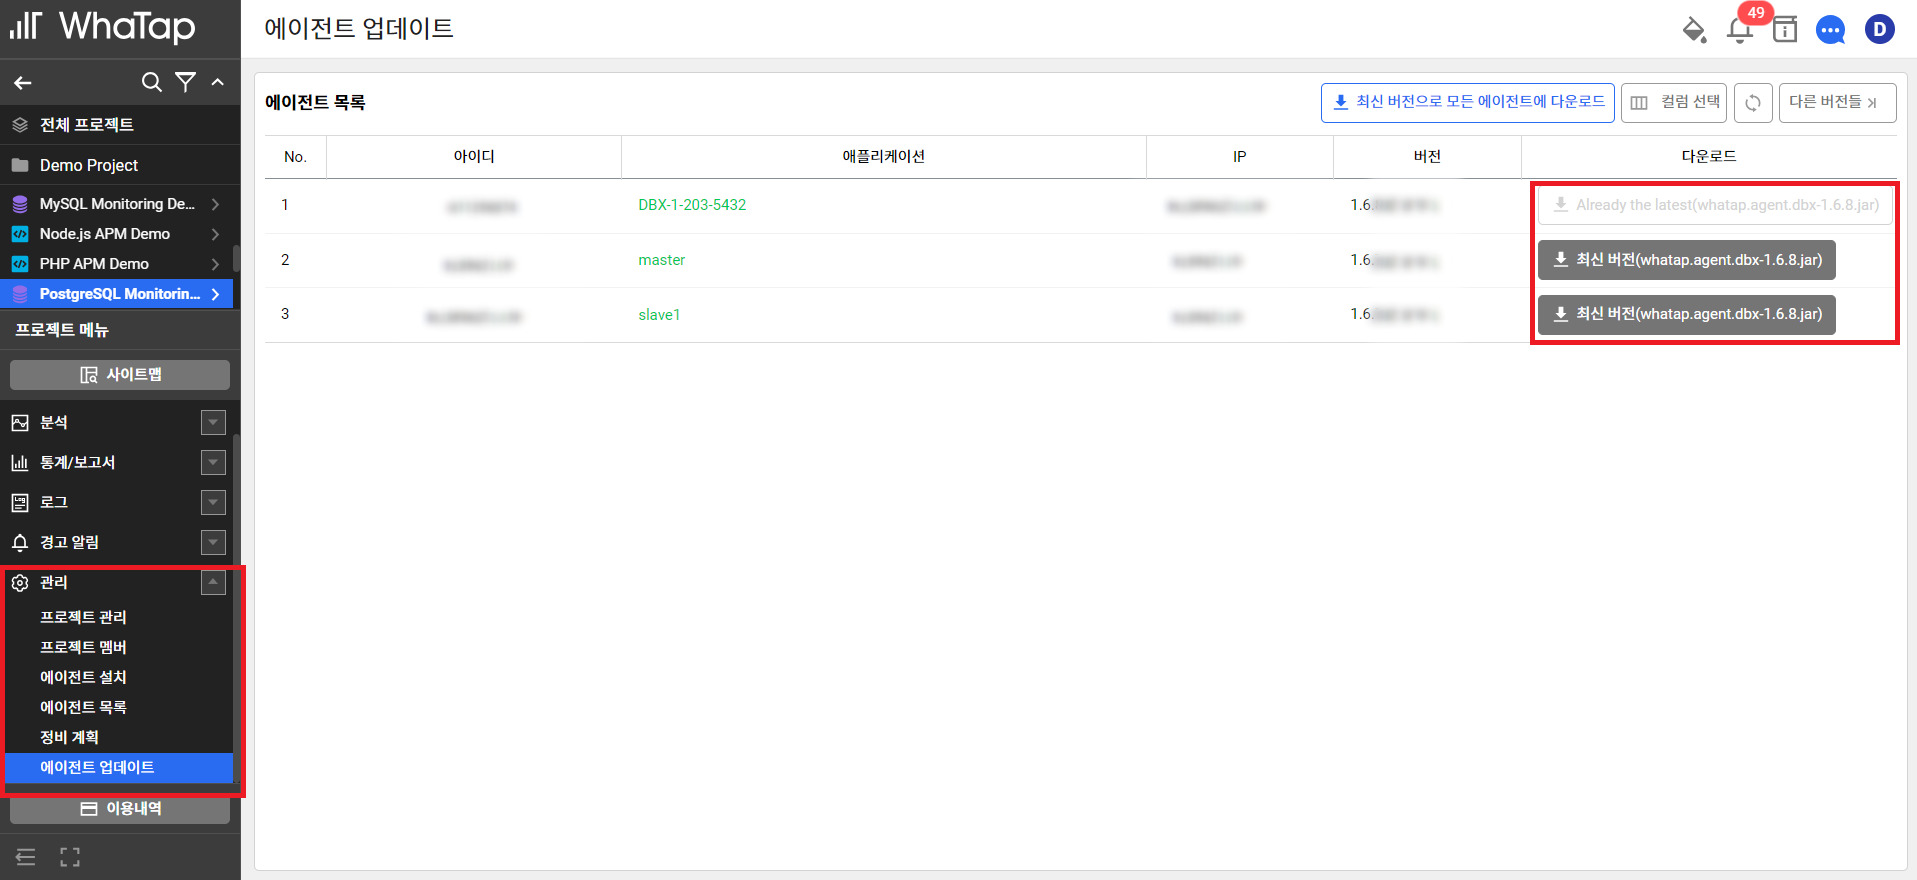 WhaTap
에이전트 업데이트
49
D
전체 프로젝트
Demo Project
MySQL Monitoring De...
Node.js APM Demo
PHP APM Demo
PostgreSQL Monitorin...
프로젝트 메뉴
사이트맵
분석
통계/보고서
로그
경고 알림
관리
프로젝트 관리
프로젝트 멤버
에이전트 설치
에이전트 목록
정비 계획
에이전트 업데이트
이용내역
에이전트 목록
최신 버전으로 모든 에이전트에 다운로드
컬럼 선택
다른 버전들
No. 아이디 애플리케이션 IP 버전 다운로드
1 DBX-1-203-5432 1.6. Already the latest(whatap.agent.dbx-1.6.8.jar)
2 master 1.6. 최신 버전(whatap.agent.dbx-1.6.8.jar)
3 slave1 1.6. 최신 버전(whatap.agent.dbx-1.6.8.jar)